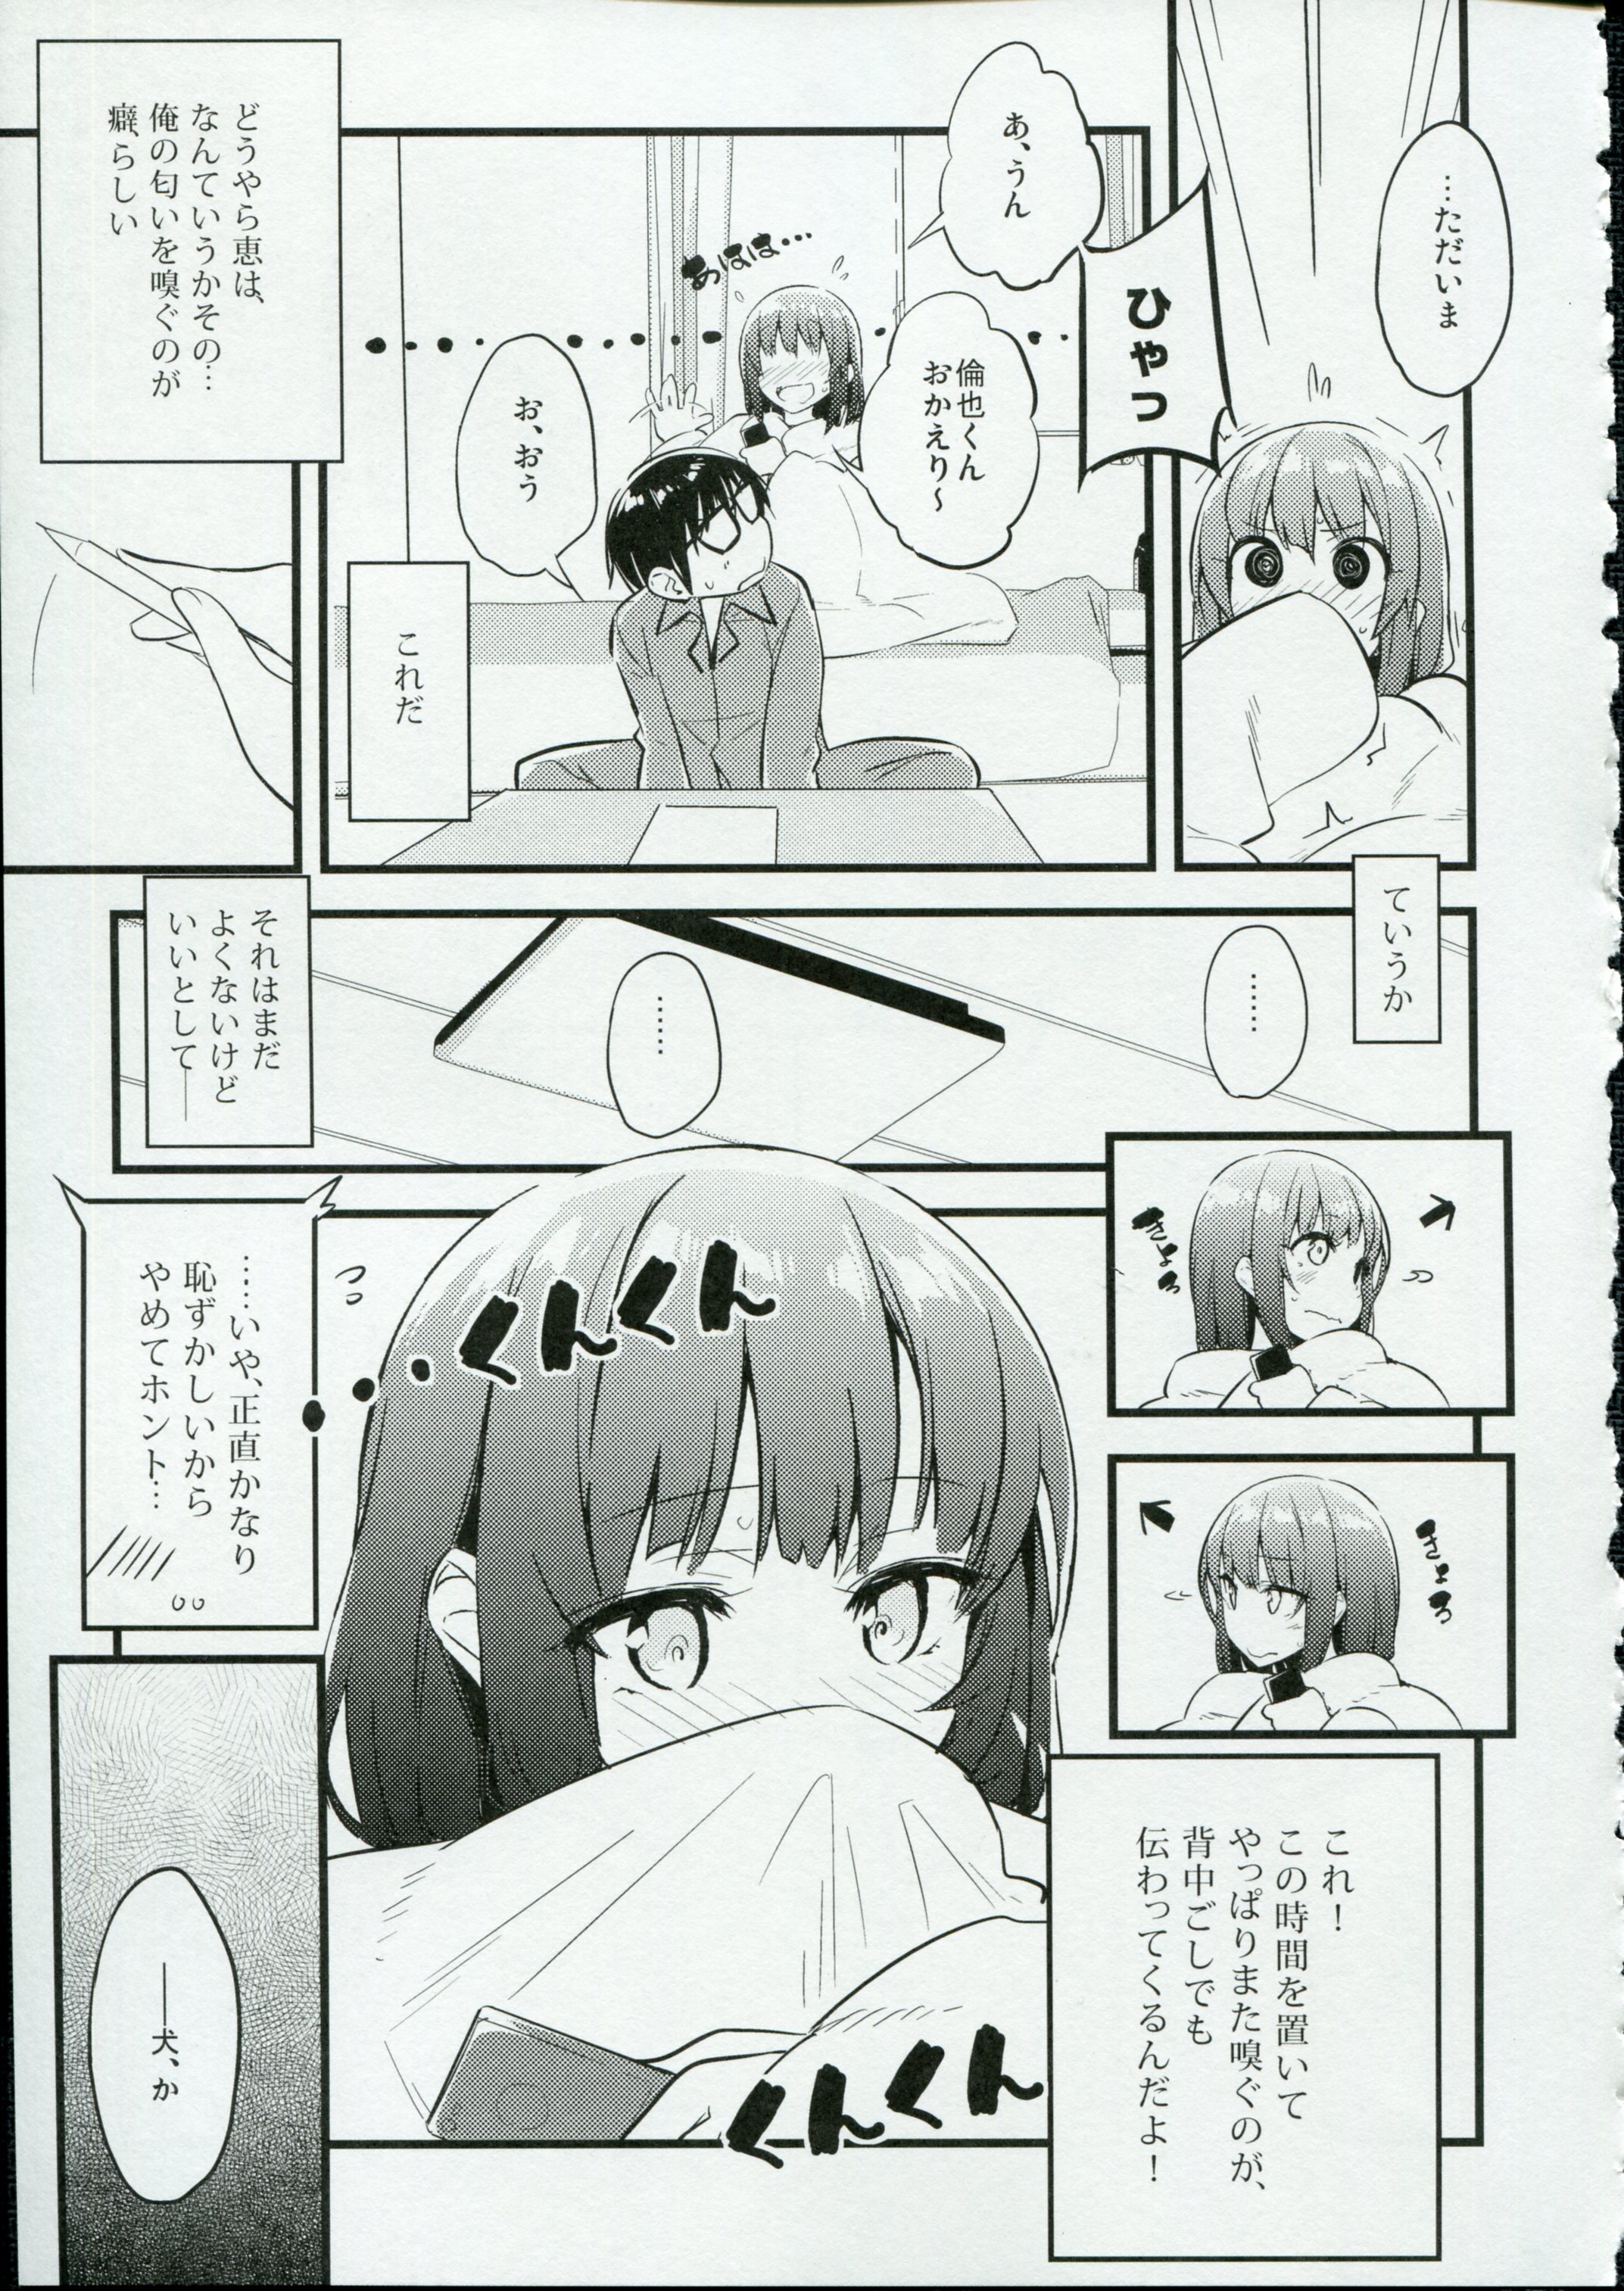 …ただいま
ひゃっ
あ、うん
倫也くん
おかえり～
あはは…
お、おう
これだ
どうやら恵は、
なんていうかその…
俺の匂いを嗅ぐのが
癖、らしい
ていうか
……
……
それはまだ
よくないけど
いいとして――
きょろ
きょろ
これ！
この時間を置いて
やっぱりまた嗅ぐのが、
背中ごしでも
伝わってくるんだよ！
くんくん
くんくん
……いや、正直かなり
恥ずかしいから
やめてホント…
――犬、か